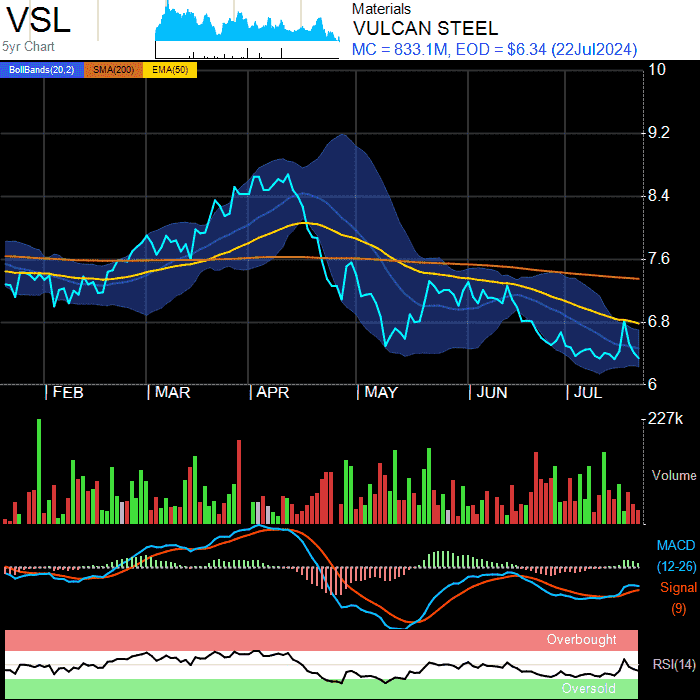 VSL
5yr Chart
Materials
VULCAN STEEL
MC = 833.1M, EOD = $6.34 (22Jul2024)
BollBands(20,2) SMA(200) EMA(50)
10
9.2
8.4
7.6
6.8
6
FEB MAR APR MAY JUN JUL
227k
Volume
MACD
(12-26)
Signal
(9)
Overbought
RSI(14)
Oversold